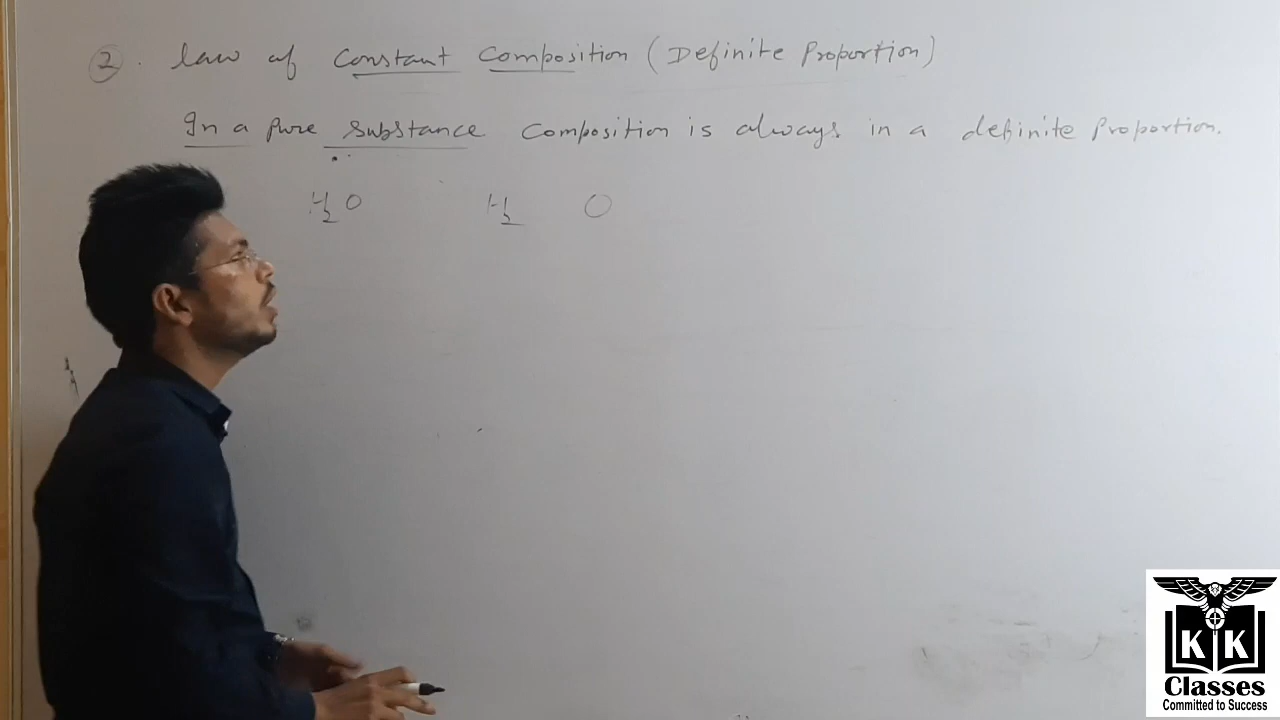 2. Law of Constant Composition (Definite Proportion)
In a pure substance Composition is always in a definite Proportion.
H₂O H₂ O
K K
Classes
Committed to Success